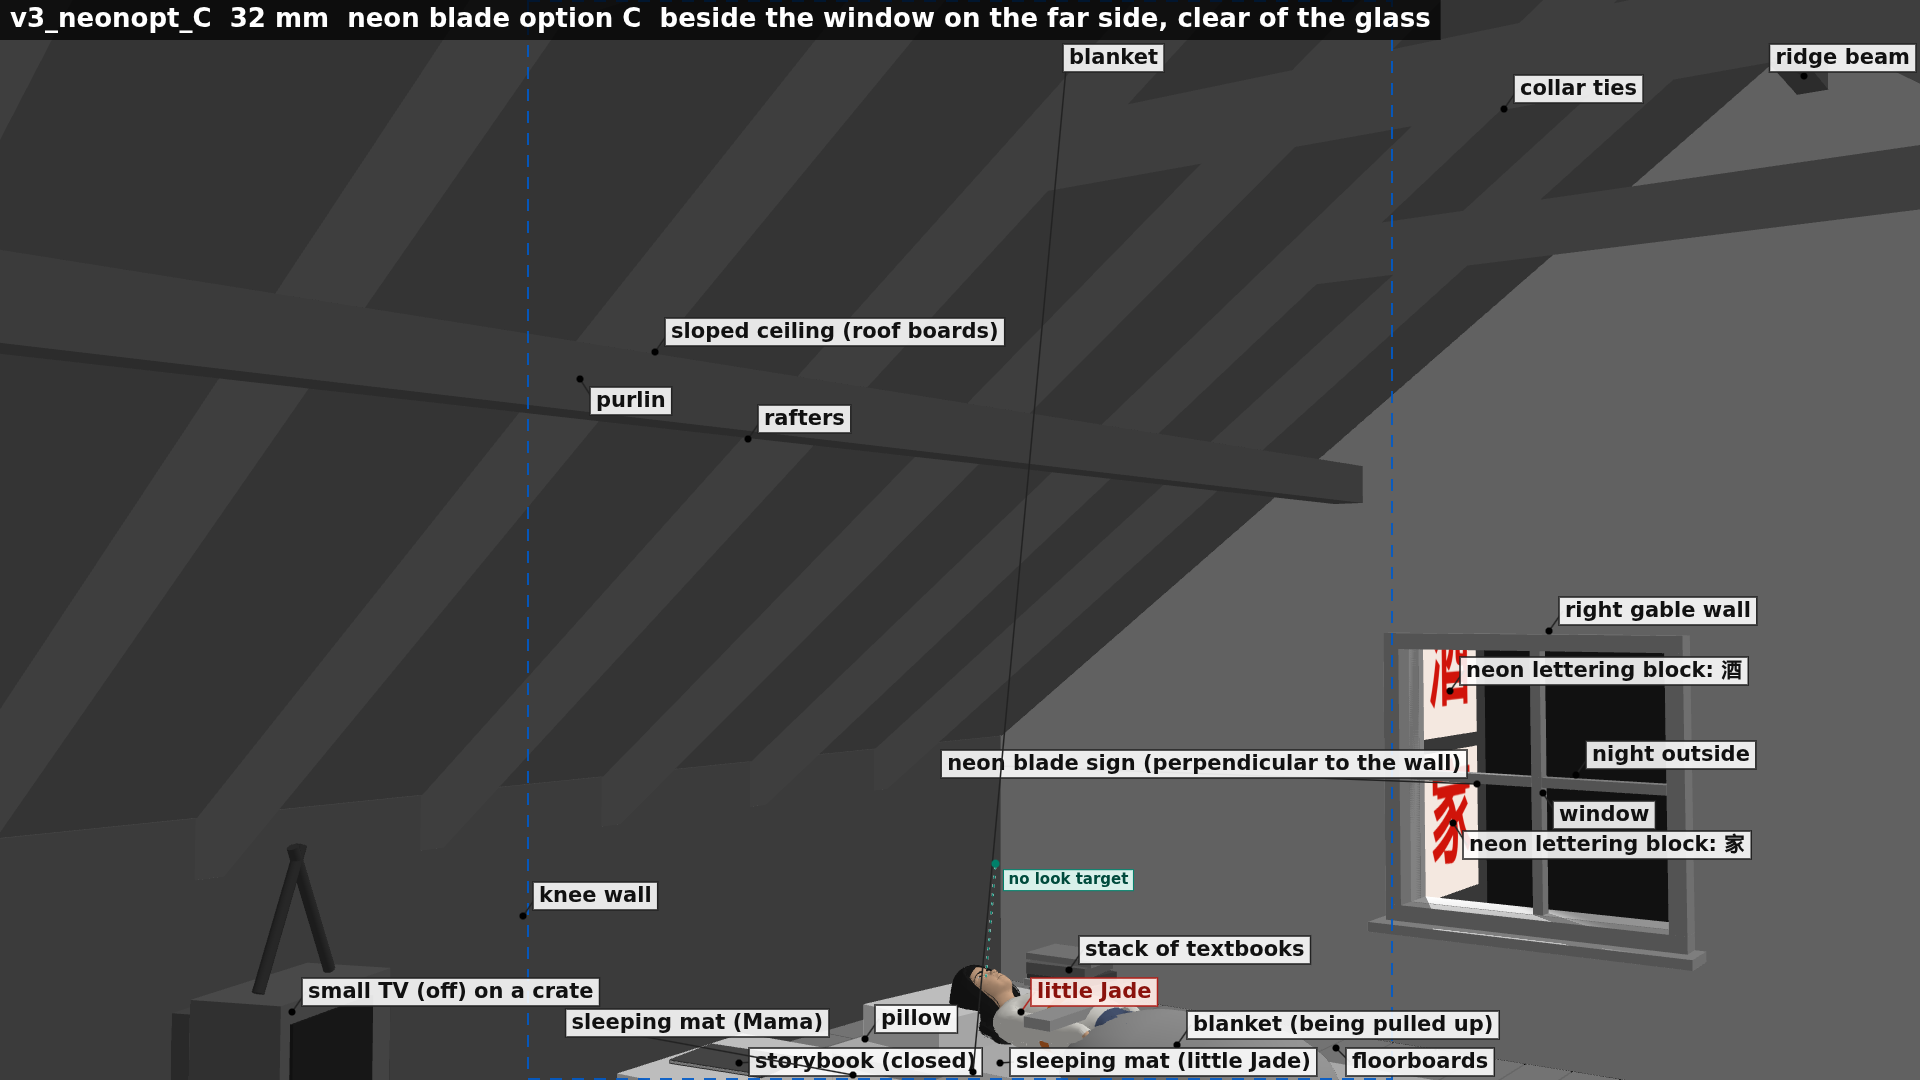 v3_neonopt_C  32 mm  neon blade option C  beside the window on the far side, clear of the glass
blanket
ridge beam
collar ties
sloped ceiling (roof boards)
purlin
rafters
right gable wall
酒
neon lettering block: 酒
night outside
neon blade sign (perpendicular to the wall)
window
家
neon lettering block: 家
no look target
knee wall
stack of textbooks
small TV (off) on a crate
little Jade
sleeping mat (Mama)
pillow
blanket (being pulled up)
storybook (closed)
sleeping mat (little Jade)
floorboards